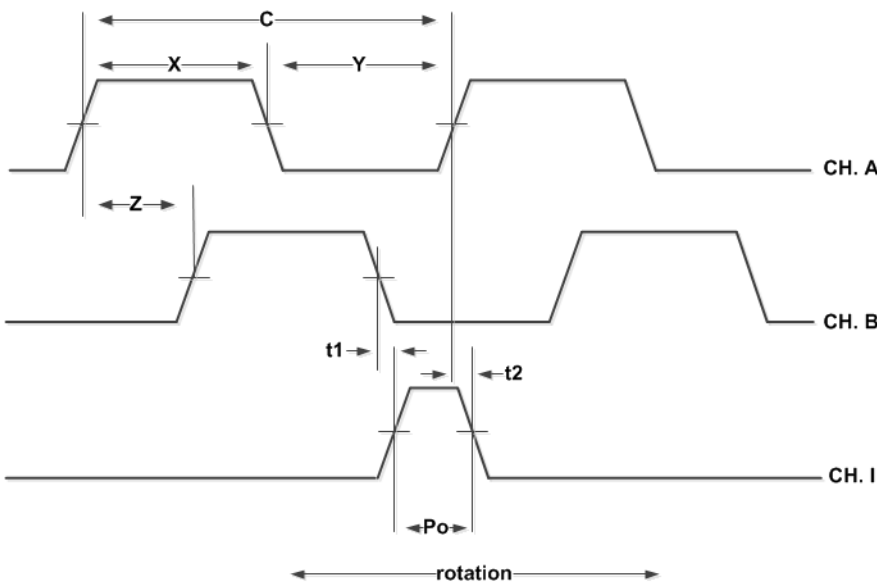 C
X
Y
CH. A
Z
CH. B
t1
t2
CH. I
Po
rotation